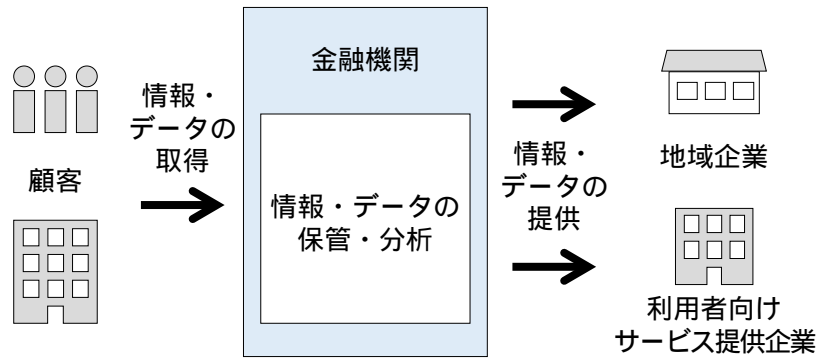 顧客
情報・
データの
取得
金融機関
情報・データの
保管・分析
情報・
データの
提供
地域企業
利用者向け
サービス提供企業